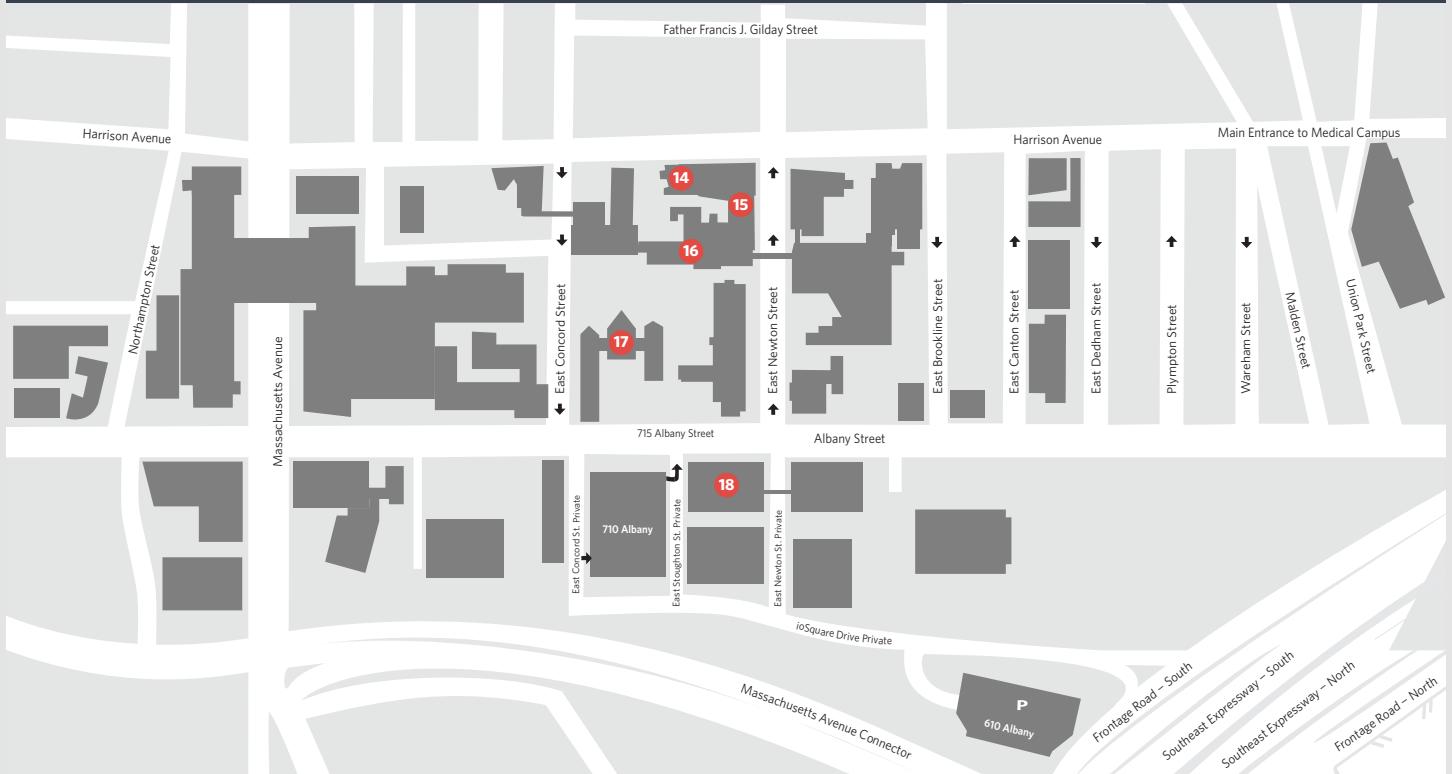 Father Francis J. Gilday Street
Harrison Avenue
Harrison Avenue
Main Entrance to Medical Campus
14
15
16
17
Northampton Street
Massachusetts Avenue
East Concord Street
East Newton Street
East Brookline Street
East Canton Street
East Dedham Street
Plympton Street
Wareham Street
Malden Street
Union Park Street
715 Albany Street
Albany Street
18
710 Albany
East Concord St. Private
East Stoughton St. Private
East Newton St. Private
ioSquare Drive Private
Massachusetts Avenue Connector
P
610 Albany
Frontage Road – South
Southeast Expressway – South
Southeast Expressway – North
Frontage Road – North